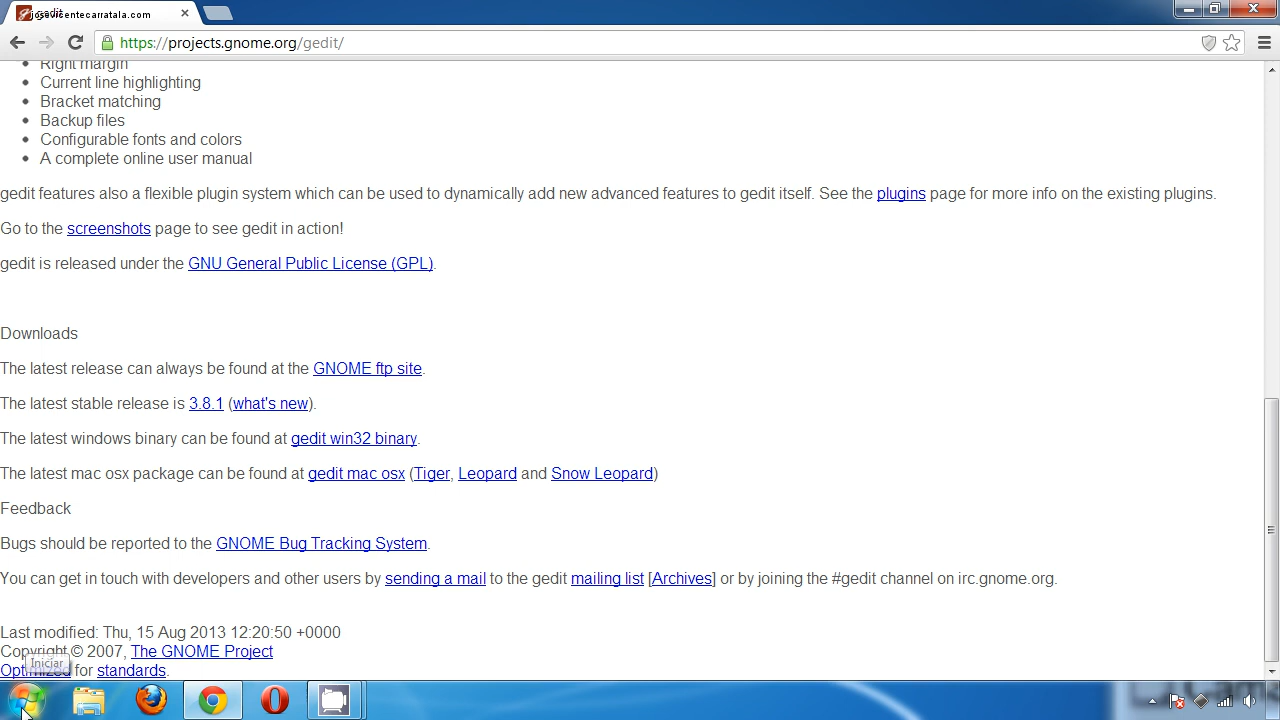 gedit
josevicentecarratala.com
https://projects.gnome.org/gedit/
Right margin
Current line highlighting
Bracket matching
Backup files
Configurable fonts and colors
A complete online user manual
gedit features also a flexible plugin system which can be used to dynamically add new advanced features to gedit itself. See the plugins page for more info on the existing plugins.
Go to the screenshots page to see gedit in action!
gedit is released under the GNU General Public License (GPL).
Downloads
The latest release can always be found at the GNOME ftp site.
The latest stable release is 3.8.1 (what's new).
The latest windows binary can be found at gedit win32 binary.
The latest mac osx package can be found at gedit mac osx (Tiger, Leopard and Snow Leopard)
Feedback
Bugs should be reported to the GNOME Bug Tracking System.
You can get in touch with developers and other users by sending a mail to the gedit mailing list [Archives] or by joining the #gedit channel on irc.gnome.org.
Last modified: Thu, 15 Aug 2013 12:20:50 +0000
Copyright © 2007, The GNOME Project
Iniciar
Optimized for standards.